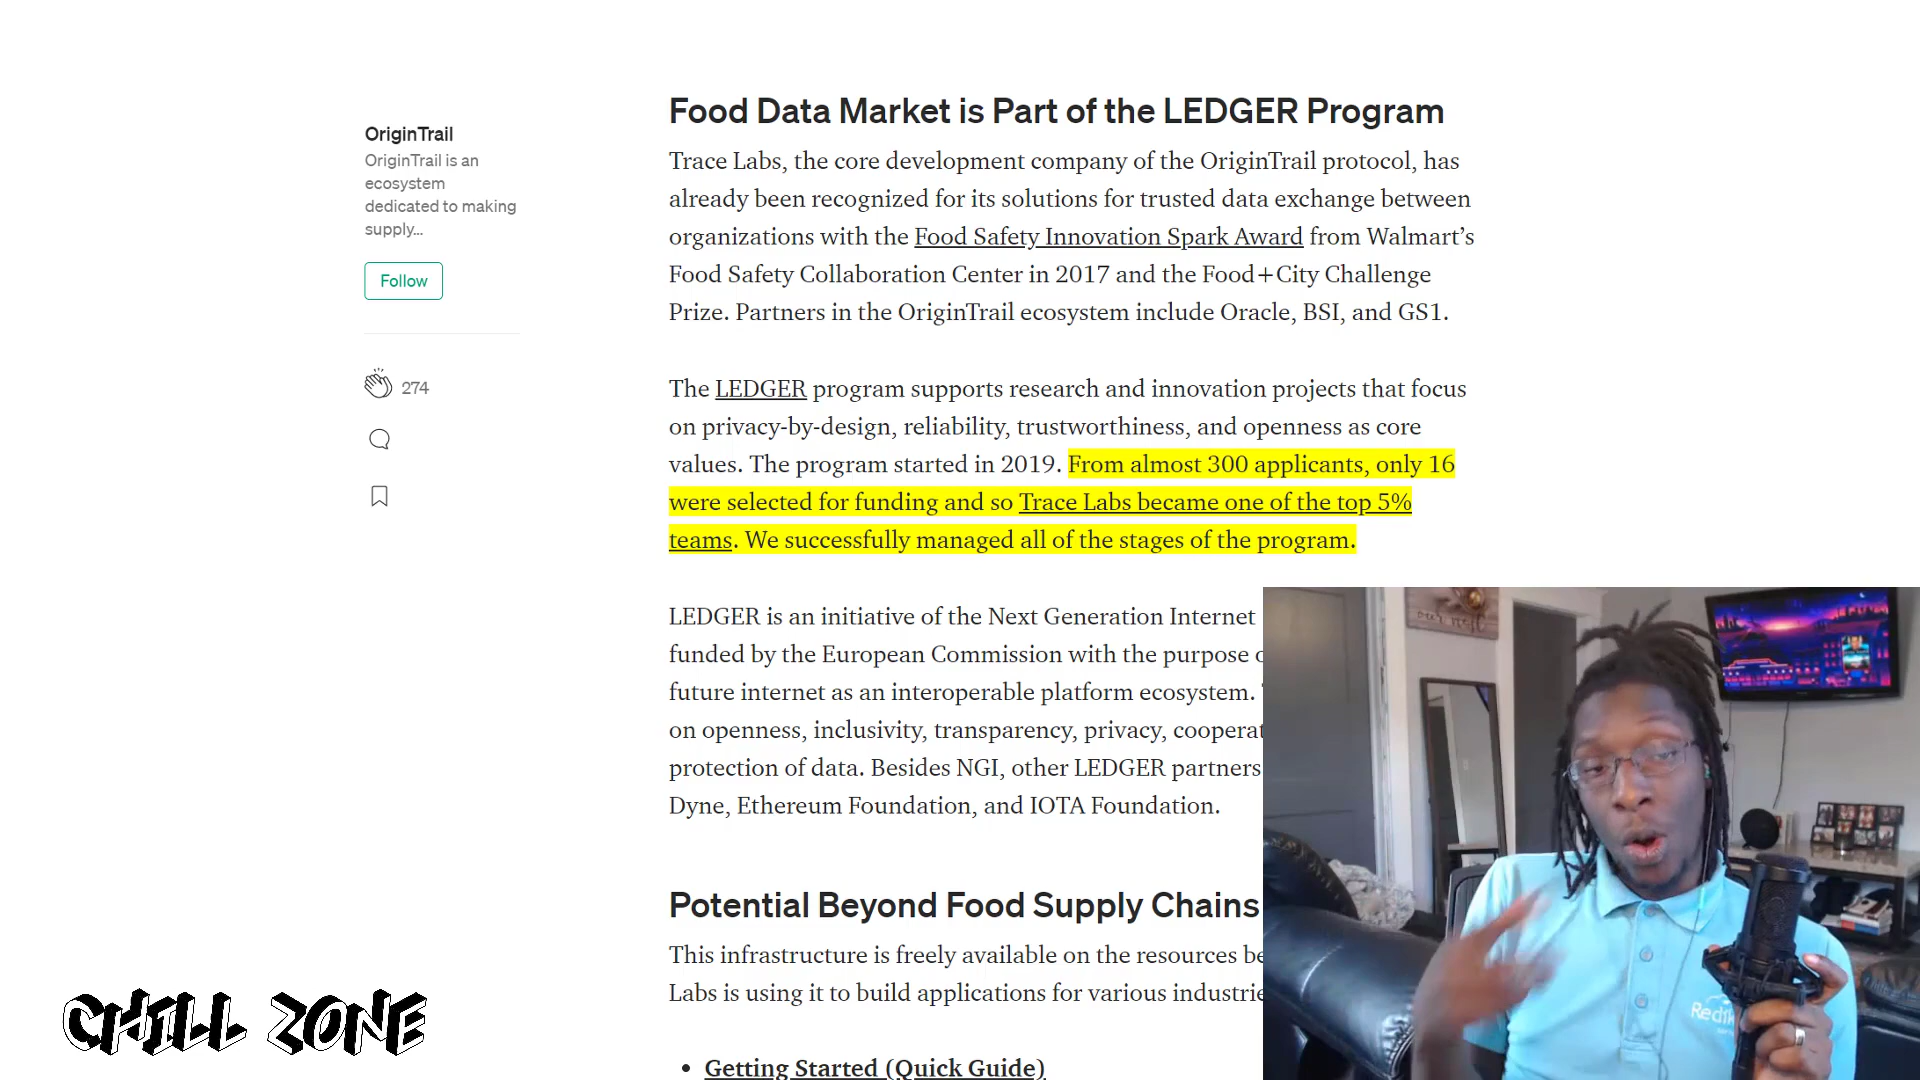 Food Data Market is Part of the LEDGER Program
OriginTrail
OriginTrail is an
ecosystem
dedicated to making
supply...
Follow
274
Trace Labs, the core development company of the OriginTrail protocol, has
already been recognized for its solutions for trusted data exchange between
organizations with the Food Safety Innovation Spark Award from Walmart’s
Food Safety Collaboration Center in 2017 and the Food+City Challenge
Prize. Partners in the OriginTrail ecosystem include Oracle, BSI, and GS1.
The LEDGER program supports research and innovation projects that focus
on privacy-by-design, reliability, trustworthiness, and openness as core
values. The program started in 2019. From almost 300 applicants, only 16
were selected for funding and so Trace Labs became one of the top 5%
teams. We successfully managed all of the stages of the program.
LEDGER is an initiative of the Next Generation Internet
funded by the European Commission with the purpose
future internet as an interoperable platform ecosystem.
on openness, inclusivity, transparency, privacy, cooperat
protection of data. Besides NGI, other LEDGER partners
Dyne, Ethereum Foundation, and IOTA Foundation.
Potential Beyond Food Supply Chains
This infrastructure is freely available on the resources be
Labs is using it to build applications for various industrie
• Getting Started (Quick Guide)
CHILL ZONE
our nest